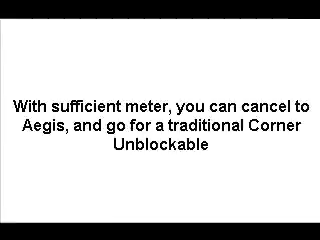 With sufficient meter, you can cancel to
Aegis, and go for a traditional Corner
Unblockable